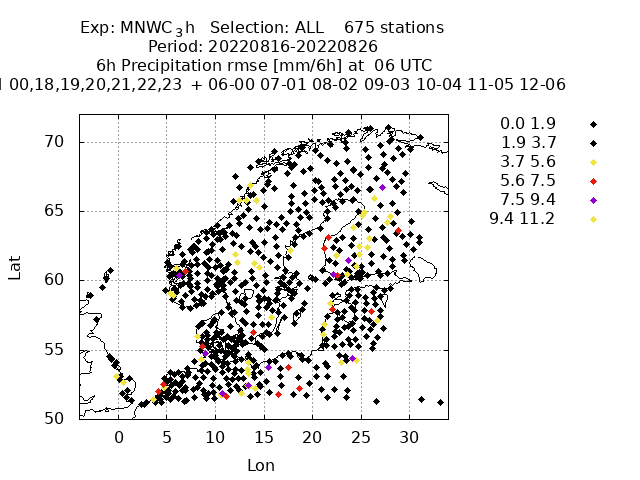 Exp: MNWC_3h   Selection: ALL    675 stations
Period: 20220816-20220826
6h Precipitation rmse [mm/6h] at  06 UTC
00,18,19,20,21,22,23  + 06-00 07-01 08-02 09-03 10-04 11-05 12-06
0.0 1.9
1.9 3.7
3.7 5.6
5.6 7.5
7.5 9.4
9.4 11.2
70
65
60
55
50
Lat
0 5 10 15 20 25 30
Lon